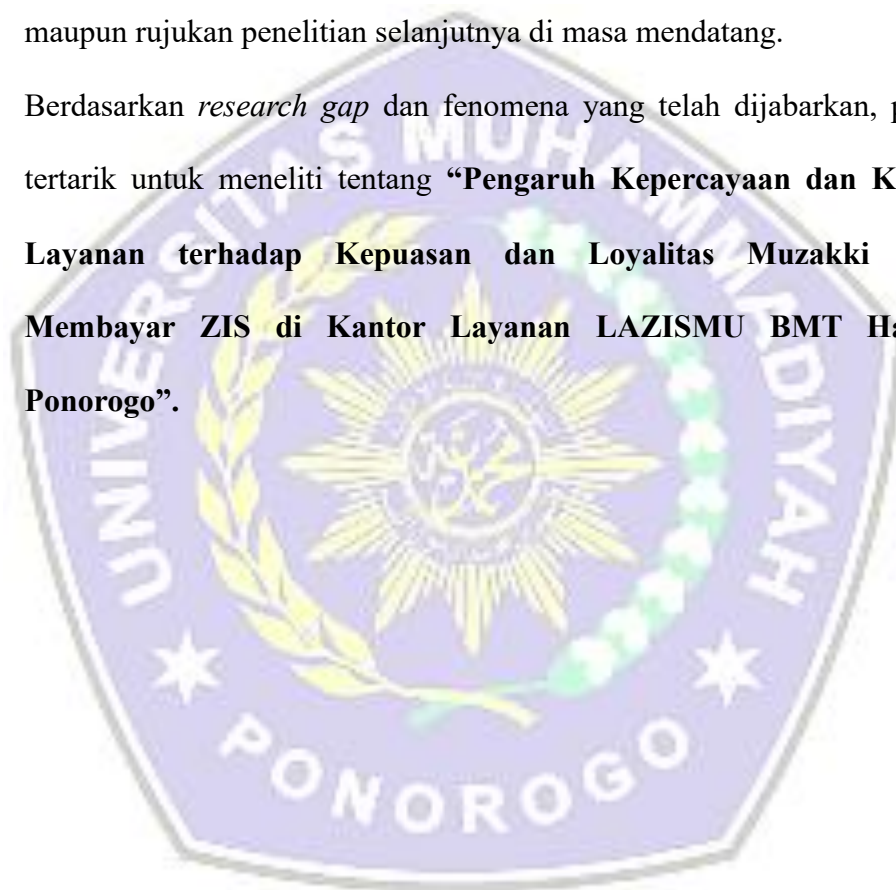 maupun rujukan penelitian selanjutnya di masa mendatang.
Berdasarkan research gap dan fenomena yang telah dijabarkan,
tertarik untuk meneliti tentang “Pengaruh Kepercayaan dan
Layanan terhadap Kepuasan dan Loyalitas Muzakki
Membayar ZIS di Kantor Layanan LAZISMU BMT
Ponorogo”.
UNIVERSITAS MUHAMMADIYAH
PONOROGO